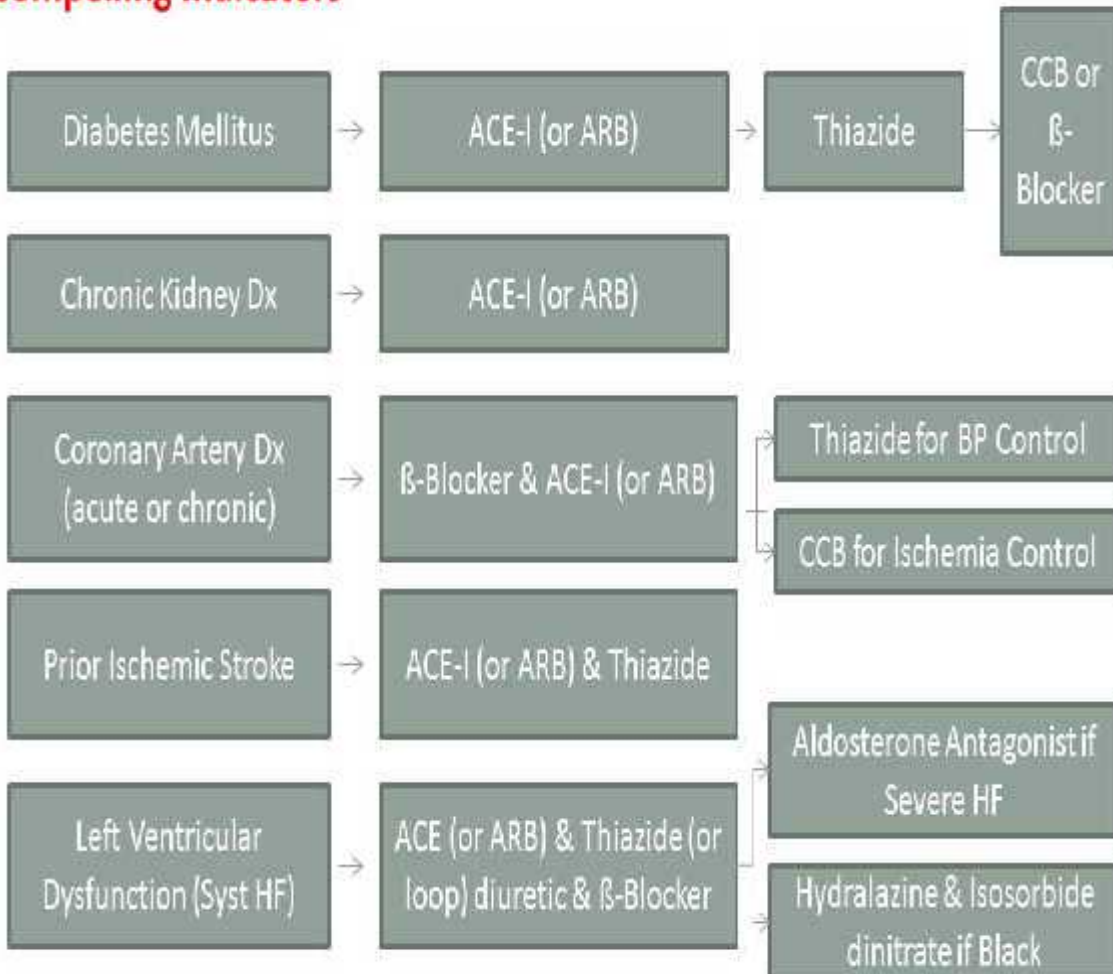 Compelling Indicators
Diabetes Mellitus
ACE-I (or ARB)
Thiazide
CCB or
ß-
Blocker
Chronic Kidney Dx
ACE-I (or ARB)
Coronary Artery Dx
(acute or chronic)
ß-Blocker & ACE-I (or ARB)
Thiazide for BP Control
CCB for Ischemia Control
Prior Ischemic Stroke
ACE-I (or ARB) & Thiazide
Left Ventricular
Dysfunction (Syst HF)
ACE (or ARB) & Thiazide (or
loop) diuretic & ß-Blocker
Aldosterone Antagonist if
Severe HF
Hydralazine & Isosorbide
dinitrate if Black